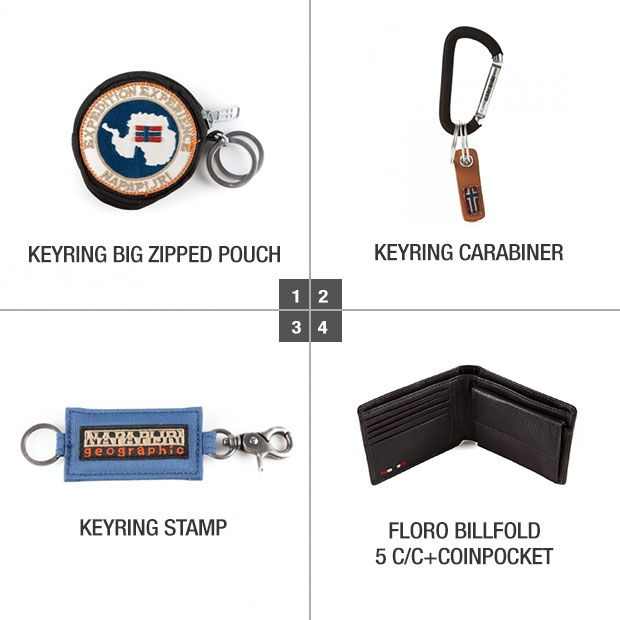 EXPEDITION EXPERIENCE
NAPAPIJRI
KEYRING BIG ZIPPED POUCH
KEYRING CARABINER
1 2
3 4
NAPAPIJRI
geographic
KEYRING STAMP
FLORO BILLFOLD
5 C/C+COINPOCKET